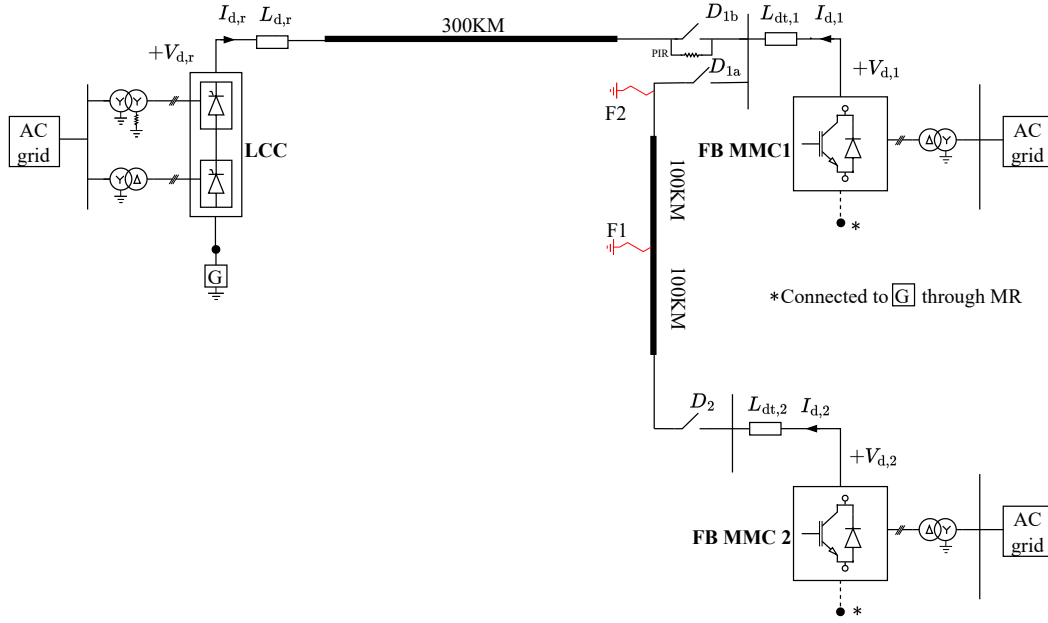 I_d,r
L_d,r
300KM
D_1b
L_dt,1
I_d,1
+V_d,r
PIR
D_1a
+V_d,1
F2
AC
grid
LCC
FB MMC1
AC
grid
Y
Y
Y
Δ
Δ
Y
100KM
*
F1
G
100KM
*Connected to G through MR
D_2
L_dt,2
I_d,2
+V_d,2
FB MMC 2
Δ
Y
AC
grid
*